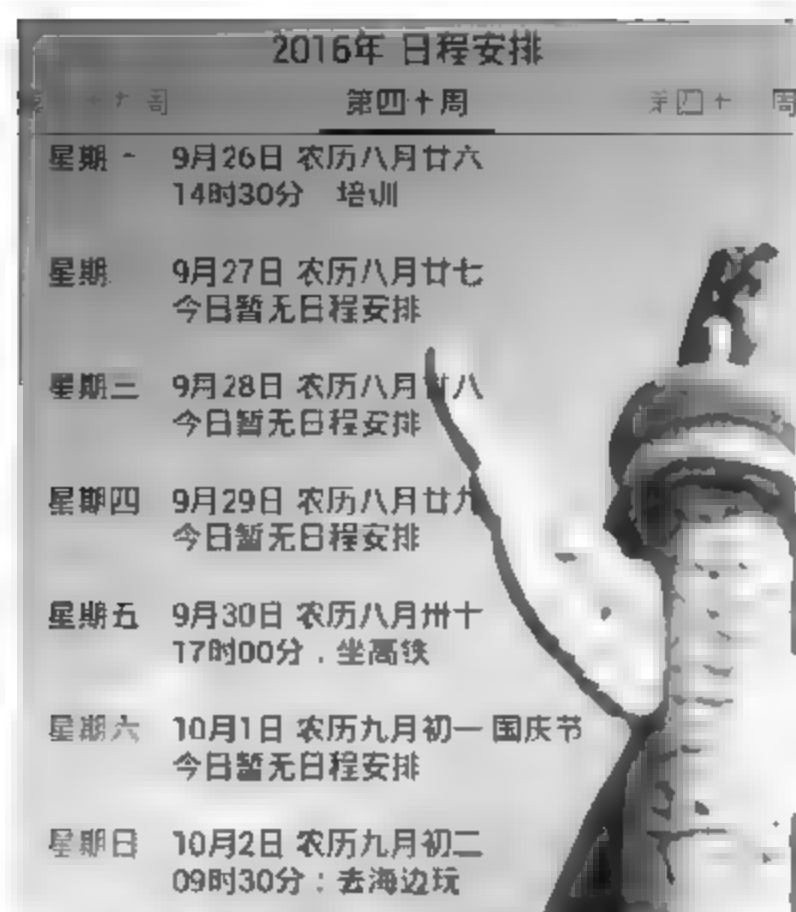 2016年 日程安排
十九周 第四十周 第四十 周
星期一 9月26日 农历八月廿六
14时30分 培训
星期 9月27日 农历八月廿七
今日暂无日程安排
星期三 9月28日 农历八月廿八
今日暂无日程安排
星期四 9月29日 农历八月廿九
今日暂无日程安排
星期五 9月30日 农历八月卅十
17时00分：坐高铁
星期六 10月1日 农历九月初一 国庆节
今日暂无日程安排
星期日 10月2日 农历九月初二
09时30分：去海边玩